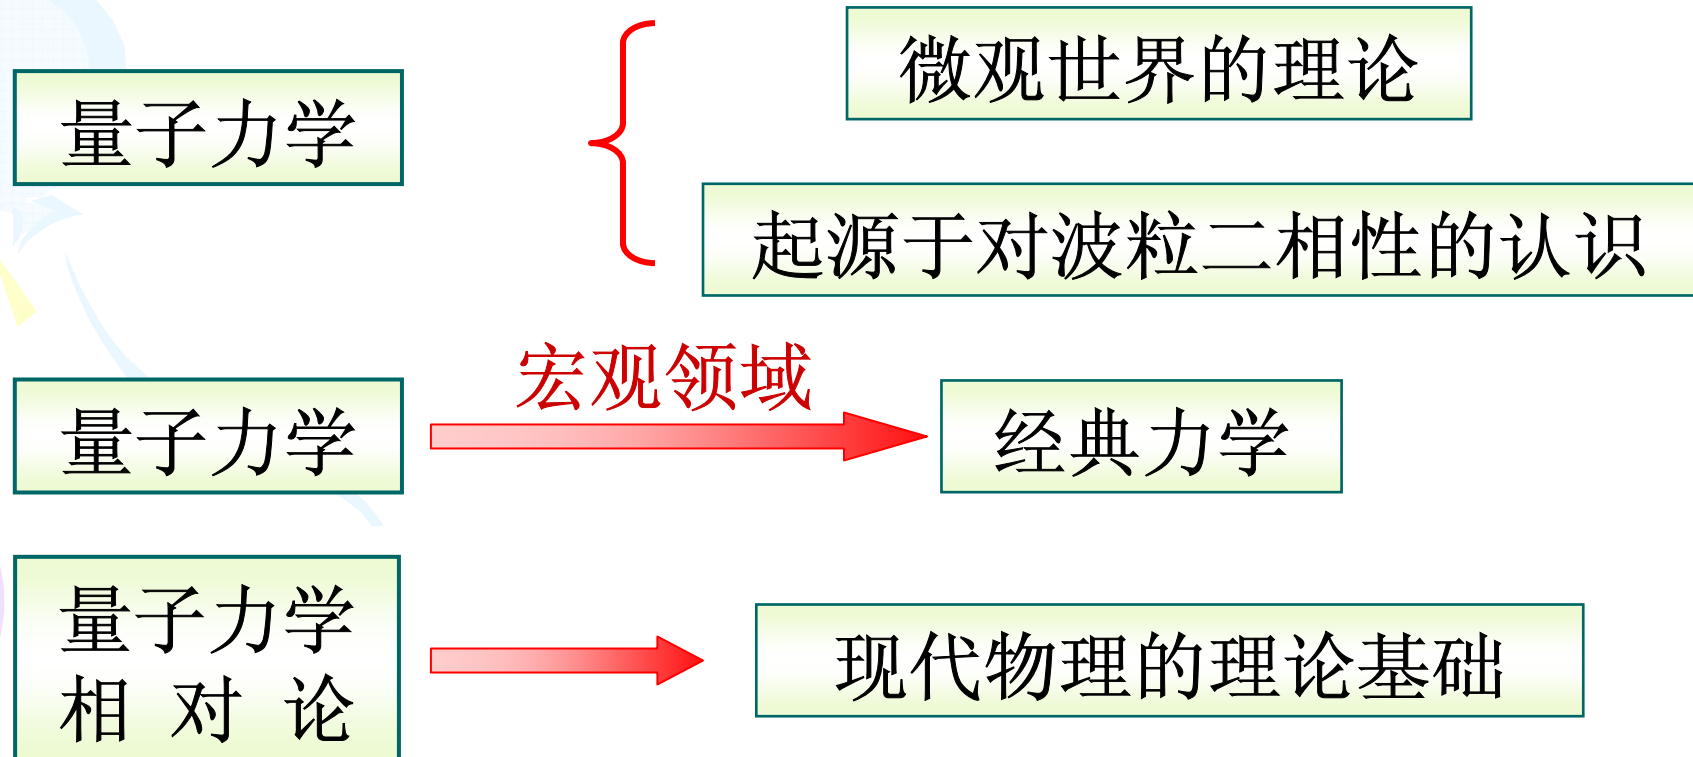 微观世界的理论
量子力学
起源于对波粒二相性的认识
宏观领域
量子力学
经典力学
量子力学
相对论
现代物理的理论基础